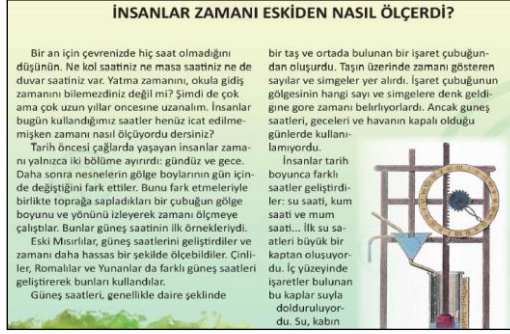 İNSANLAR ZAMANI ESKİDEN NASIL ÖLÇERDİ?
Bir an için çevrenizde hiç saat olmadığını
düşünün. Ne kol saatiniz ne masa saatiniz ne de
duvar saatiniz var. Yatma zamanını, okula gidiş
zamanını bilemezdiniz değil mi? Şimdi de çok
ama çok uzun yıllar oncesıne uzanalım. İnsanlar
bugün kullandığımız saatler henüz icat edilme-
mişken zamanı nasıl ölçüyordu dersiniz?
Tarih öncesi çağlarda yaşayan insanlar zama-
nı yalnızca iki bölüme ayırırdı: gündüz ve gece.
Daha sonra nesnelerin gölge boylarının gün için-
de değiştiğini fark ettiler. Bunu fark etmeleriyle
birlikte toprağa sapladıkları bir çubuğun gölge
boyunu ve yönünü izleyerek zamanı ölçmeye
çalıştılar. Bunlar güneş saatinin ilk örnekleriydi.
Eski Mısırlılar, güneş saatlerini geliştirdiler ve
zamanı daha hassas bir şekilde ölçebildiler. Çinli-
ler, Romalılar ve Yunanlar da farklı güneş saatleri
geliştirerek bunları kullandılar.
Güneş saatleri, genellikle daire şeklinde
bir taş ve ortada bulunan bir işaret çubuğun-
dan oluşurdu. Taşın üzerinde zamanı gösteren
sayılar ve simgeler yer alırdı. İşaret çubuğunun
gölgesinin hangi sayı ve simgelere denk geldi-
gıne gore zamanı belırlıyorlardı. Ancak guneş
saatleri, geceleri ve havanın kapalı olduğu
günlerde kullanı-
lamıyordu.
İnsanlar tarih
boyunca farklı
saatler geliştirdi-
ler: su saati, kum
saati ve mum
saati... İlk su sa-
atleri büyük bir
kaptan oluşuyor-
du. İç yüzeyinde
işaretler bulunan
bu kaplar suyla
dolduruluyor-
du. Su, kabın